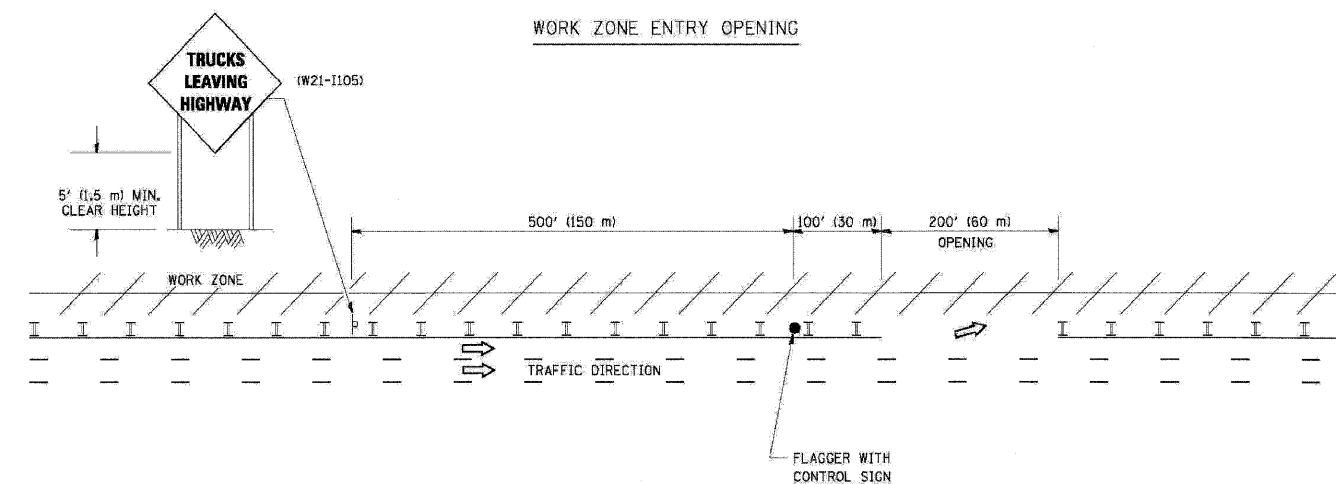 WORK ZONE ENTRY OPENING
TRUCKS
LEAVING
HIGHWAY
(W21-I105)
5' (1.5 m) MIN.
CLEAR HEIGHT
500' (150 m)
100' (30 m)
200' (60 m)
OPENING
WORK ZONE
TRAFFIC DIRECTION
FLAGGER WITH
CONTROL SIGN